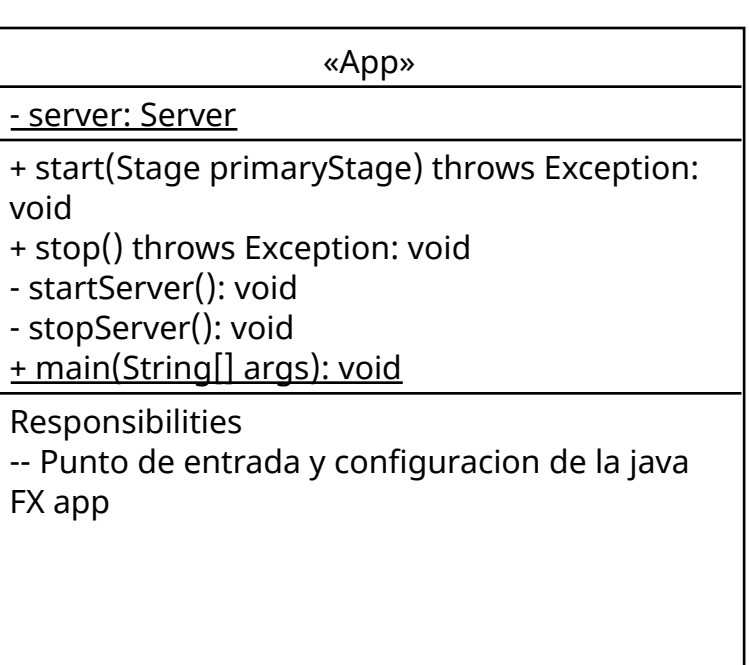 «App»
- server: Server
+ start(Stage primaryStage) throws Exception:
void
+ stop() throws Exception: void
- startServer(): void
- stopServer(): void
+ main(String[] args): void
Responsibilities
-- Punto de entrada y configuracion de la java
FX app